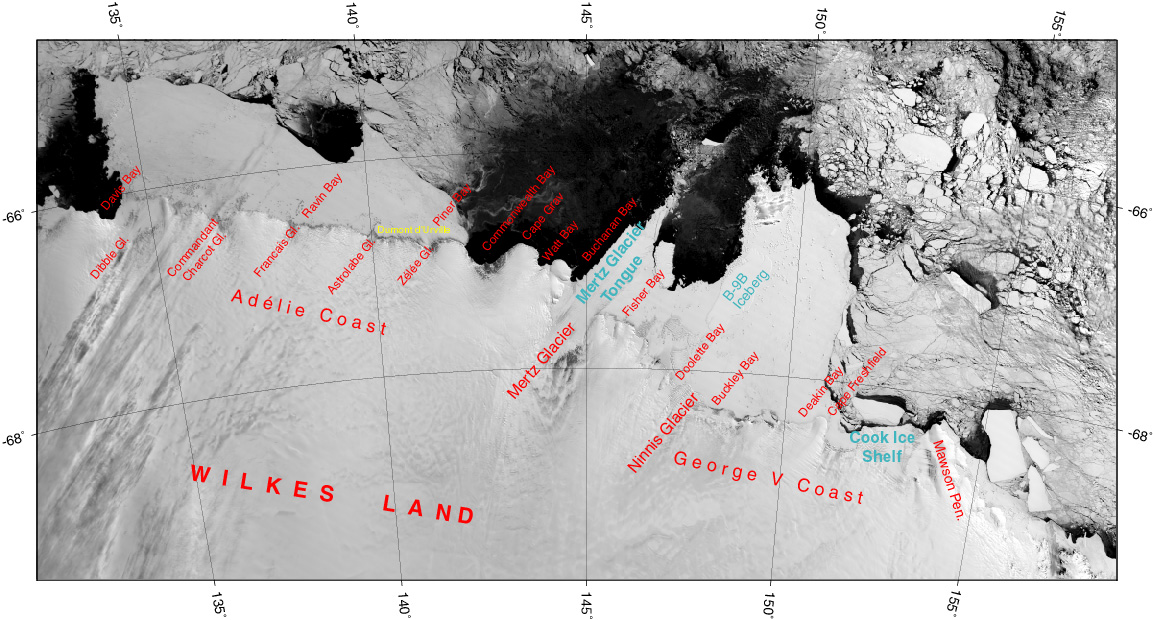 135°
140°
145°
150°
155°
-66°
-66°
-68°
-68°
Davis Bay
Ravin Bay
Piner Bay
Commonwealth Bay
Cape Gray
Watt Bay
Buchanan Bay
Dumont d'Urville
Dibble Gl.
Commandant
Charcot Gl.
Francais Gl.
Astrolabe Gl.
Zélée Gl.
Mertz Glacier
Tongue
Fisher Bay
B-9B
Iceberg
Adélie Coast
Mertz Glacier
Doolette Bay
Buckley Bay
Deakin Bay
Cape Freshfield
Ninnis Glacier
Cook Ice
Shelf
George V Coast
Mawson Pen.
WILKES LAND
135°
140°
145°
150°
155°